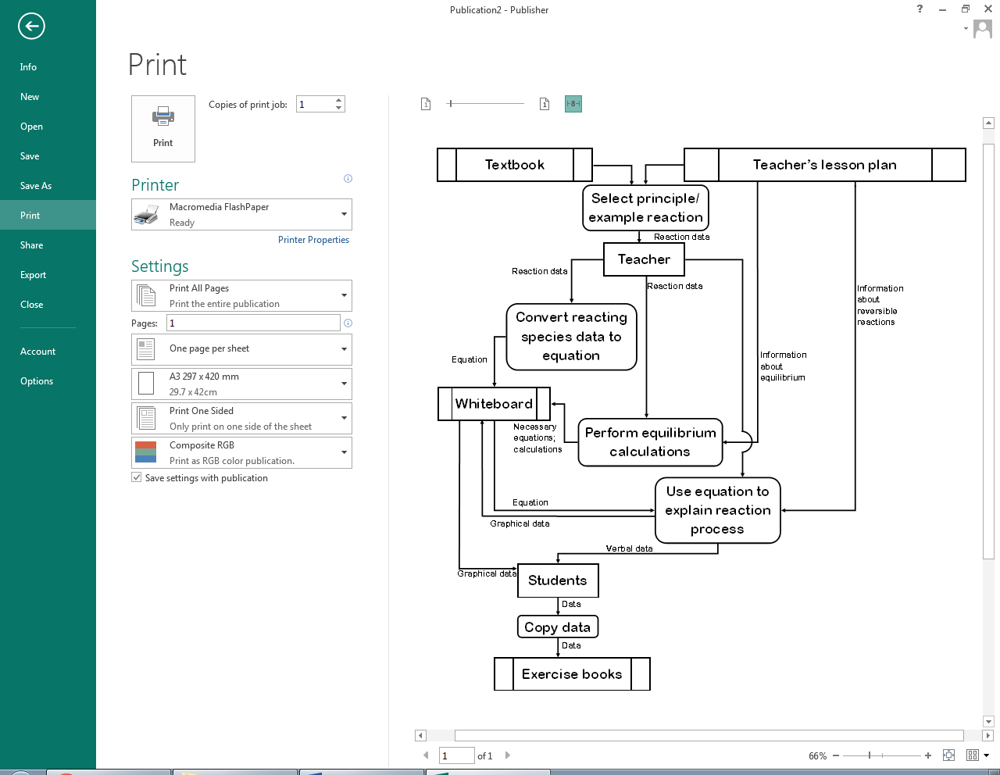 Publication2 - Publisher
?
Info
New
Open
Save
Save As
Print
Share
Export
Close
Account
Options
Print
Print
Copies of print job: 1
Printer
Macromedia FlashPaper
Ready
Printer Properties
Settings
Print All Pages
Print the entire publication
Pages: 1
One page per sheet
A3 297 x 420 mm
29.7 x 42cm
Print One Sided
Only print on one side of the sheet
Composite RGB
Print as RGB color publication.
Save settings with publication
1
1
8
Textbook
Teacher's lesson plan
Select principle/
example reaction
Reaction data
Teacher
Reaction data
Reaction data
Information
about
reversible
reactions
Convert reacting
species data to
equation
Equation
Information
about
equilibrium
Whiteboard
Necessary
equations;
calculations
Perform equilibrium
calculations
Equation
Graphical data
Use equation to
explain reaction
process
Verbal data
Graphical data
Students
Data
Copy data
Data
Exercise books
1 of 1
66%